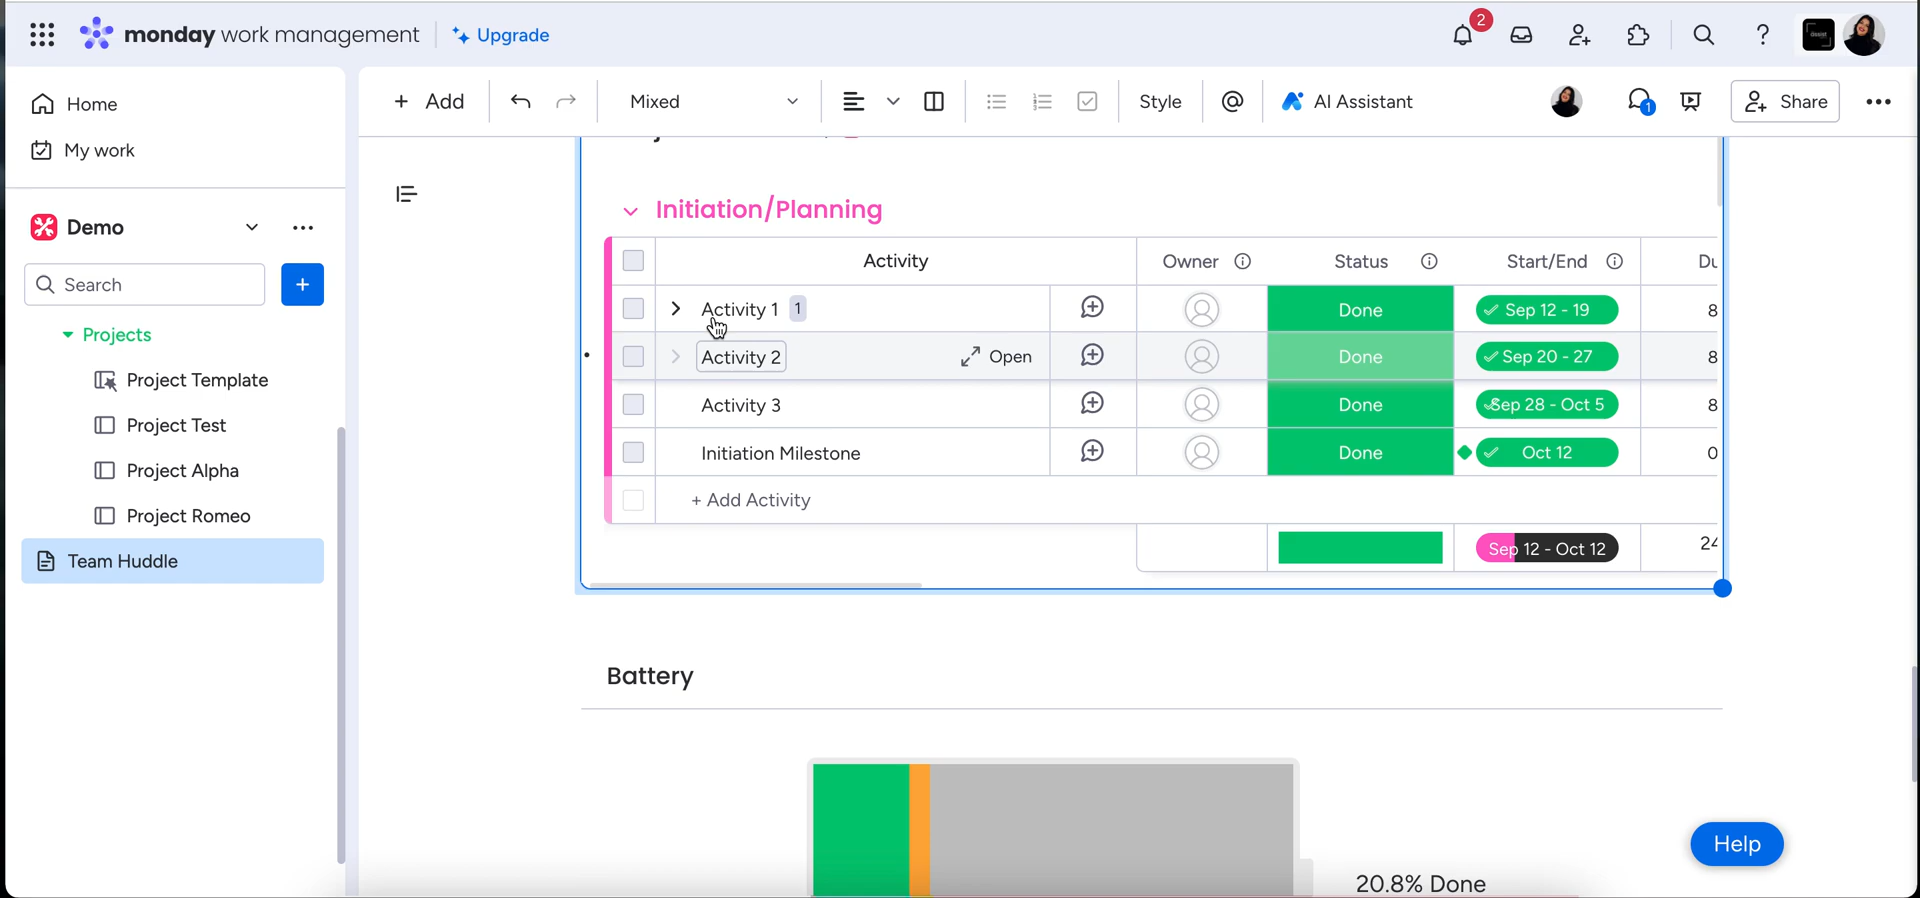 monday work management
Upgrade
2
Home
My work
Demo
Search
Projects
Project Template
Project Test
Project Alpha
Project Romeo
Team Huddle
+ Add
Mixed
Style
AI Assistant
1
Share
Initiation/Planning
Activity Owner Status Start/End Du
Activity 1 1 Done Sep 12 - 19 8
Activity 2 Open Done Sep 20 - 27 8
Activity 3 Done Sep 28 - Oct 5 8
Initiation Milestone Done Oct 12 0
+ Add Activity
Sep 12 - Oct 12 24
Battery
20.8% Done
Help